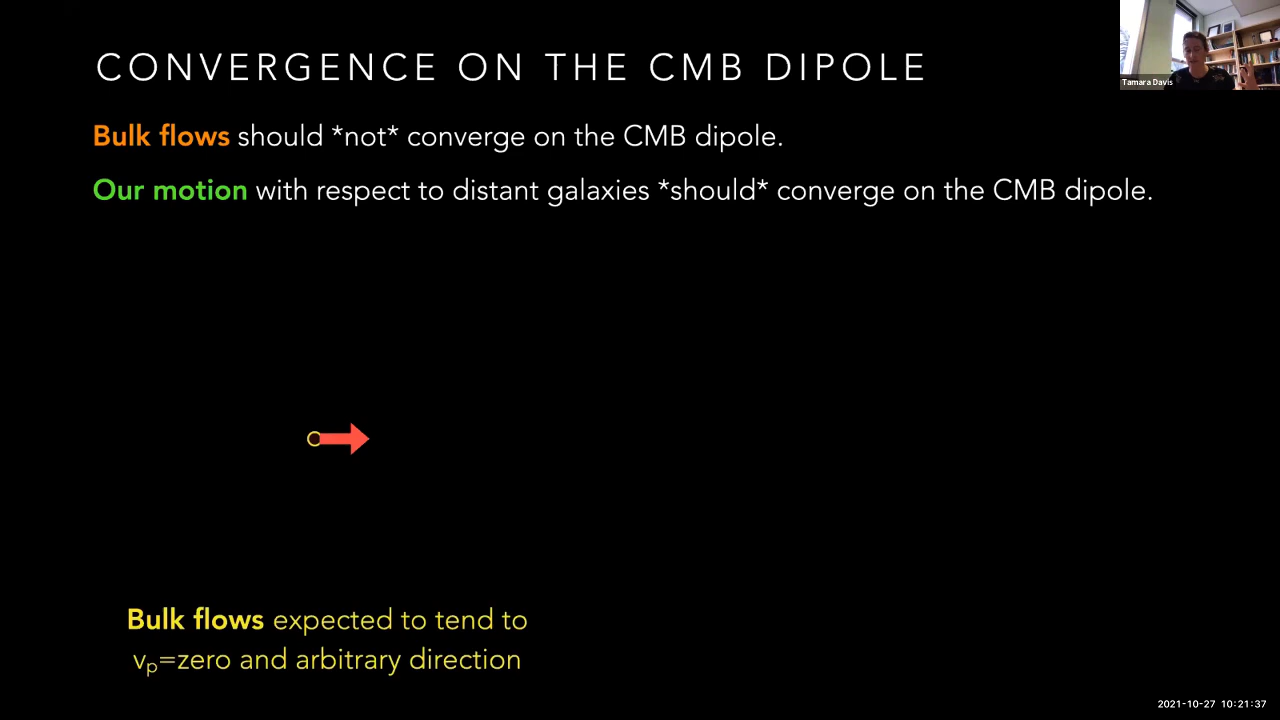 CONVERGENCE ON THE CMB DIPOLE
Tamara Davis
Bulk flows should *not* converge on the CMB dipole.
Our motion with respect to distant galaxies *should* converge on the CMB dipole.
Bulk flows expected to tend to
vp=zero and arbitrary direction
2021-10-27 10:21:37